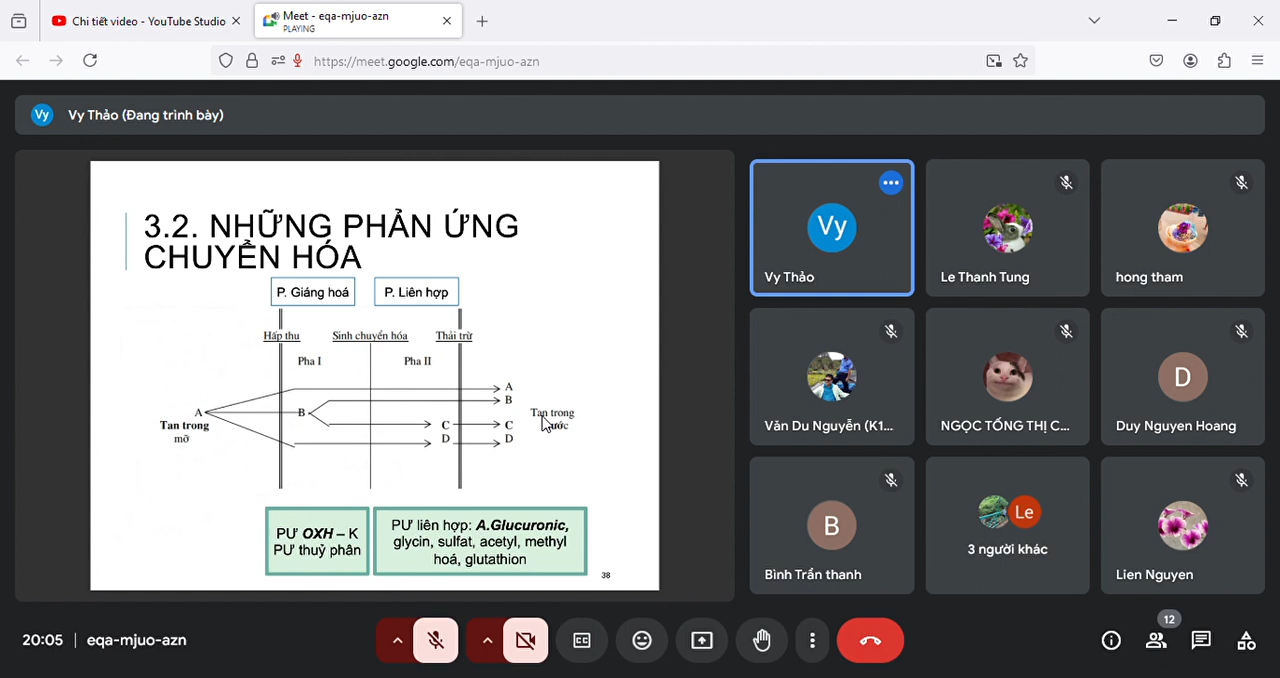 Chi tiết video - YouTube Studio
Meet - eqa-mjuo-azn
PLAYING
https://meet.google.com/eqa-mjuo-azn
Vy
Vy Thảo (Đang trình bày)
3.2. NHỮNG PHẢN ỨNG
CHUYỂN HÓA
P. Giáng hoá
P. Liên hợp
Hấp thu
Sinh chuyển hóa
Thải trừ
Pha I
Pha II
A
B
A
B
Tan trong
C
C
Tan trong
mỡ
D
D
PƯ OXH – K
PƯ thuỷ phân
PƯ liên hợp: A.Glucuronic,
glycin, sulfat, acetyl, methyl
hoá, glutathion
38
Vy
Vy Thảo
Le Thanh Tung
hong tham
Văn Du Nguyễn (K1...
NGỌC TỐNG THỊ C...
D
Duy Nguyen Hoang
B
Bình Trần thanh
Le
3 người khác
Lien Nguyen
20:05
eqa-mjuo-azn
12